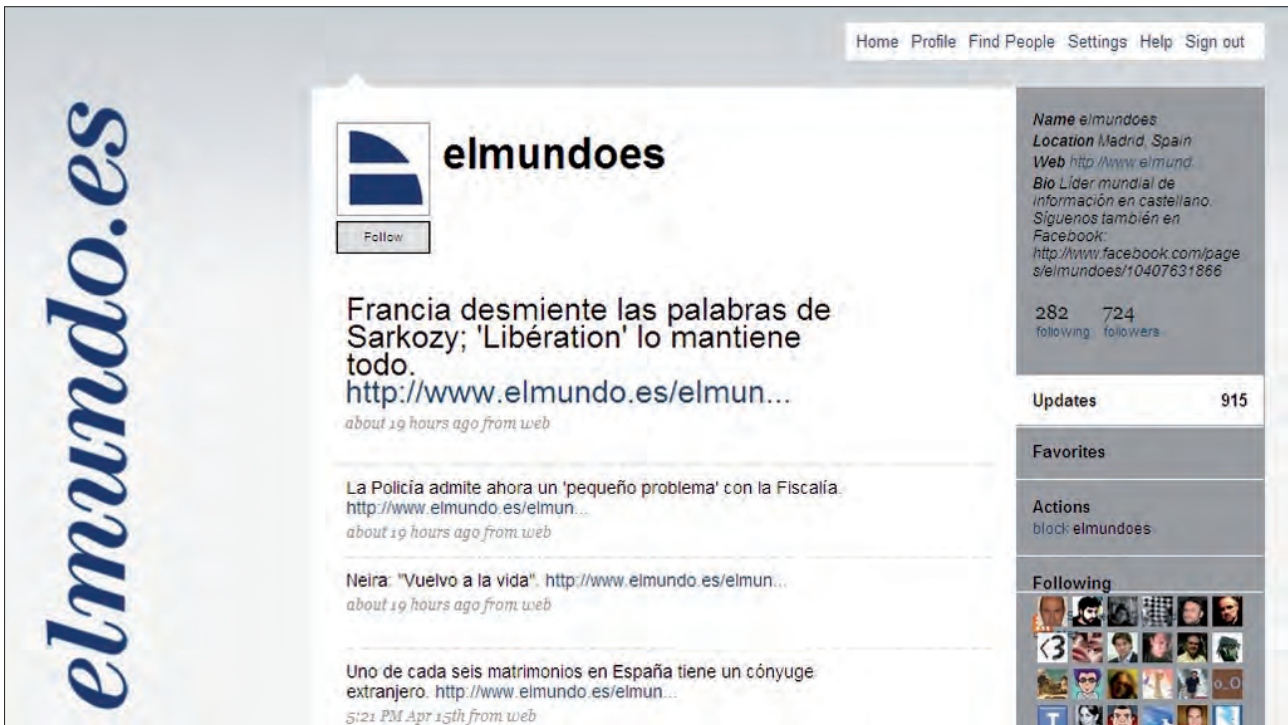 Home Profile Find People Settings Help Sign out
elmundo.es
elmundoes
Follow
Francia desmiente las palabras de
Sarkozy; 'Libération' lo mantiene
todo.
http://www.elmundo.es/elmun...
about 19 hours ago from web
La Policía admite ahora un 'pequeño problema' con la Fiscalía.
http://www.elmundo.es/elmun...
about 19 hours ago from web
Neira: "Vuelvo a la vida". http://www.elmundo.es/elmun...
about 19 hours ago from web
Uno de cada seis matrimonios en España tiene un cónyuge
extranjero. http://www.elmundo.es/elmun...
5:21 PM Apr 15th from web
Name elmundoes
Location Madrid, Spain
Web http://www.elmund.
Bio Líder mundial de
información en castellano.
Síguenos también en
Facebook:
http://www.facebook.com/page
s/elmundoes/10407631866
282 724
following followers
Updates 915
Favorites
Actions
block elmundoes
Following
<3
o_O
T